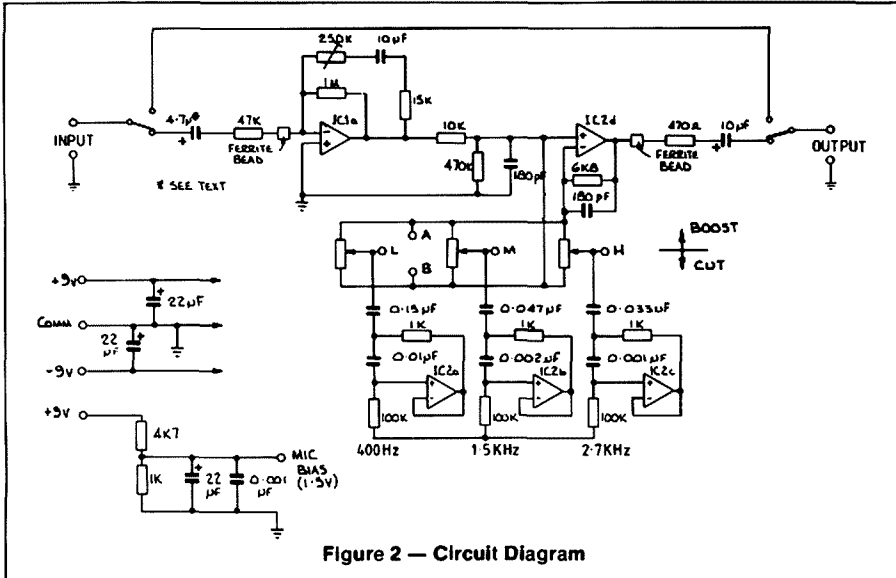 250K
10µF
1M
15K
4.7µ*
47K
IC1a
10K
IC2d
470Ω
10µF
INPUT
FERRITE
BEAD
470K
180pF
6K8
180pF
FERRITE
BEAD
OUTPUT
* SEE TEXT
A
L
M
H
B
BOOST
CUT
+9v
22µF
COMM
22
µF
-9v
0.15µF
0.047µF
0.033µF
1K
1K
1K
0.01µF
0.002µF
0.001µF
IC2a
IC2b
IC2c
100K
100K
100K
400Hz
1.5KHz
2.7KHz
+9v
4K7
1K
22
µF
0.001
µF
MIC
BIAS
(1.5V)
Figure 2 — Circuit Diagram